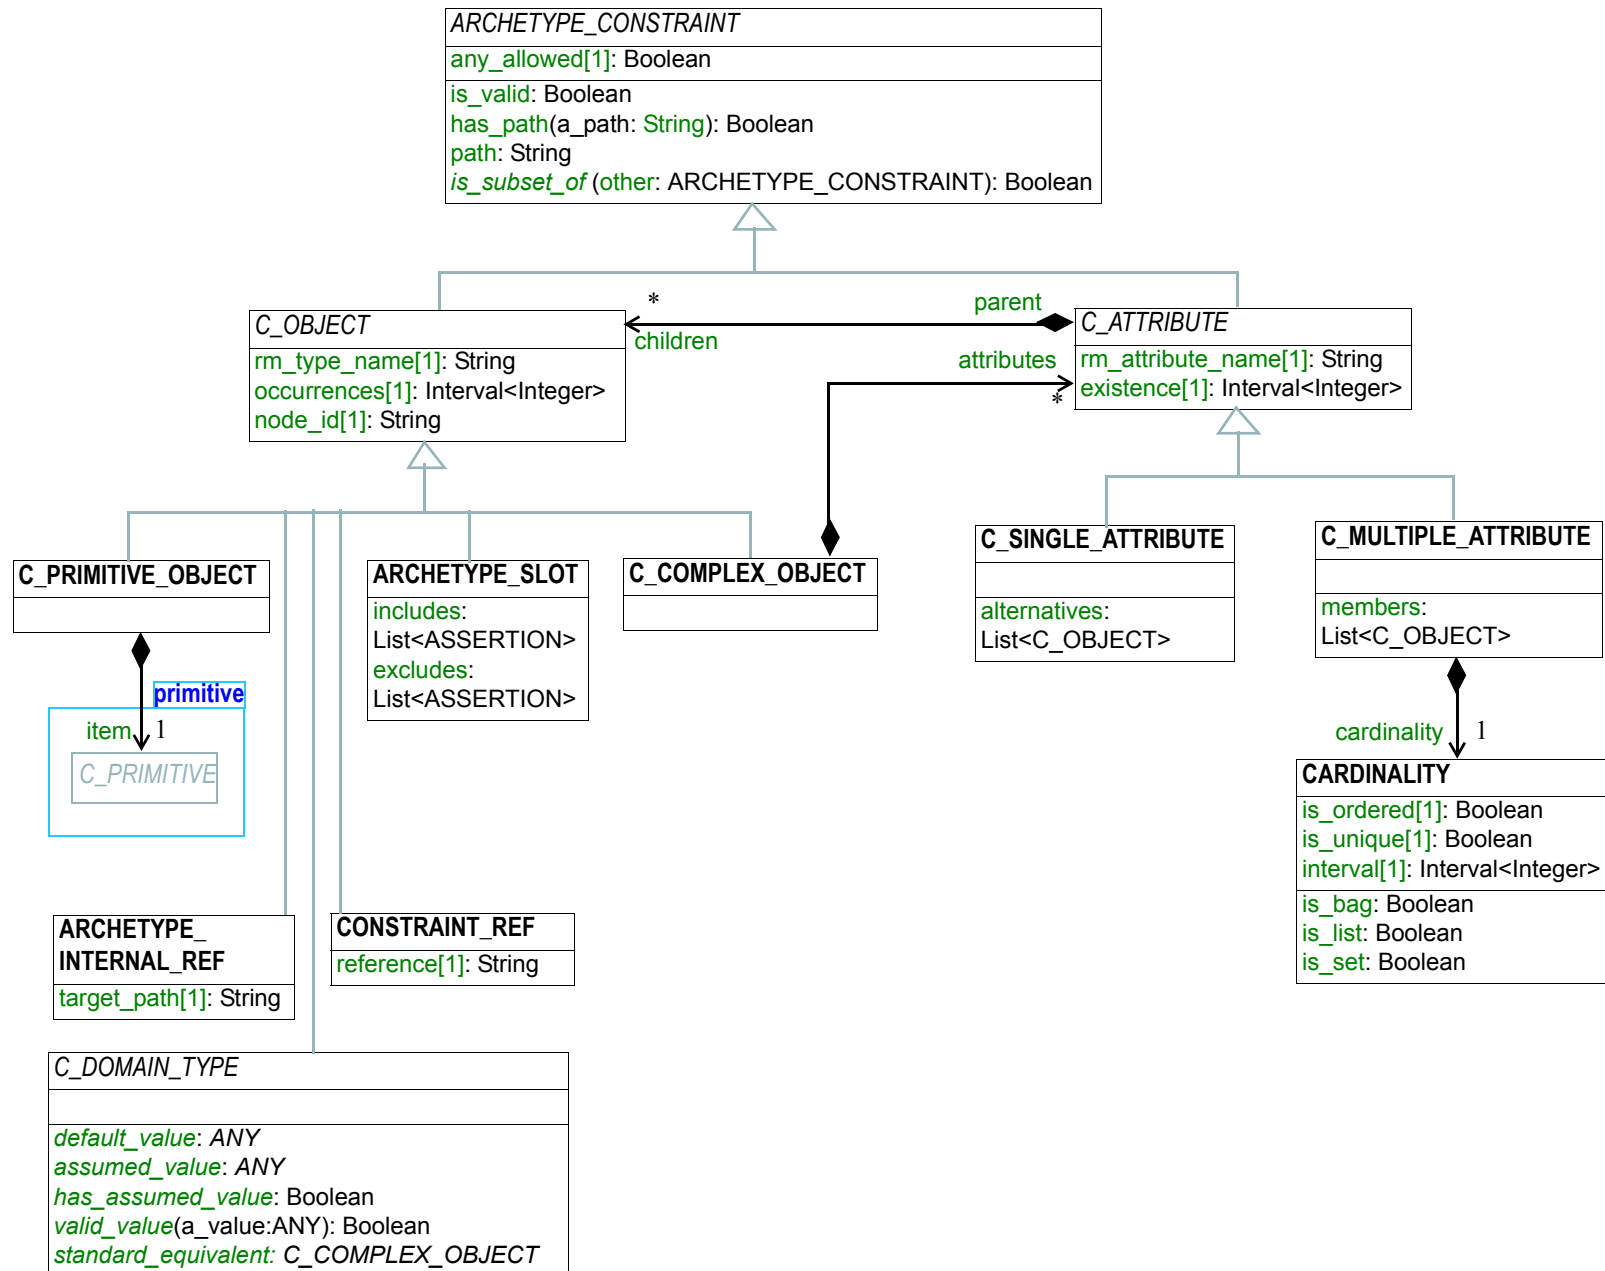 ARCHETYPE_CONSTRAINT
any_allowed[1]: Boolean
is_valid: Boolean
has_path(a_path: String): Boolean
path: String
is_subset_of (other: ARCHETYPE_CONSTRAINT): Boolean
C_OBJECT
rm_type_name[1]: String
occurrences[1]: Interval<Integer>
node_id[1]: String
*
children
parent
attributes
*
C_ATTRIBUTE
rm_attribute_name[1]: String
existence[1]: Interval<Integer>
C_PRIMITIVE_OBJECT
ARCHETYPE_SLOT
includes:
List<ASSERTION>
excludes:
List<ASSERTION>
C_COMPLEX_OBJECT
C_SINGLE_ATTRIBUTE
alternatives:
List<C_OBJECT>
C_MULTIPLE_ATTRIBUTE
members:
List<C_OBJECT>
primitive
item 1
C_PRIMITIVE
cardinality 1
CARDINALITY
is_ordered[1]: Boolean
is_unique[1]: Boolean
interval[1]: Interval<Integer>
is_bag: Boolean
is_list: Boolean
is_set: Boolean
ARCHETYPE_
INTERNAL_REF
target_path[1]: String
CONSTRAINT_REF
reference[1]: String
C_DOMAIN_TYPE
default_value: ANY
assumed_value: ANY
has_assumed_value: Boolean
valid_value(a_value:ANY): Boolean
standard_equivalent: C_COMPLEX_OBJECT